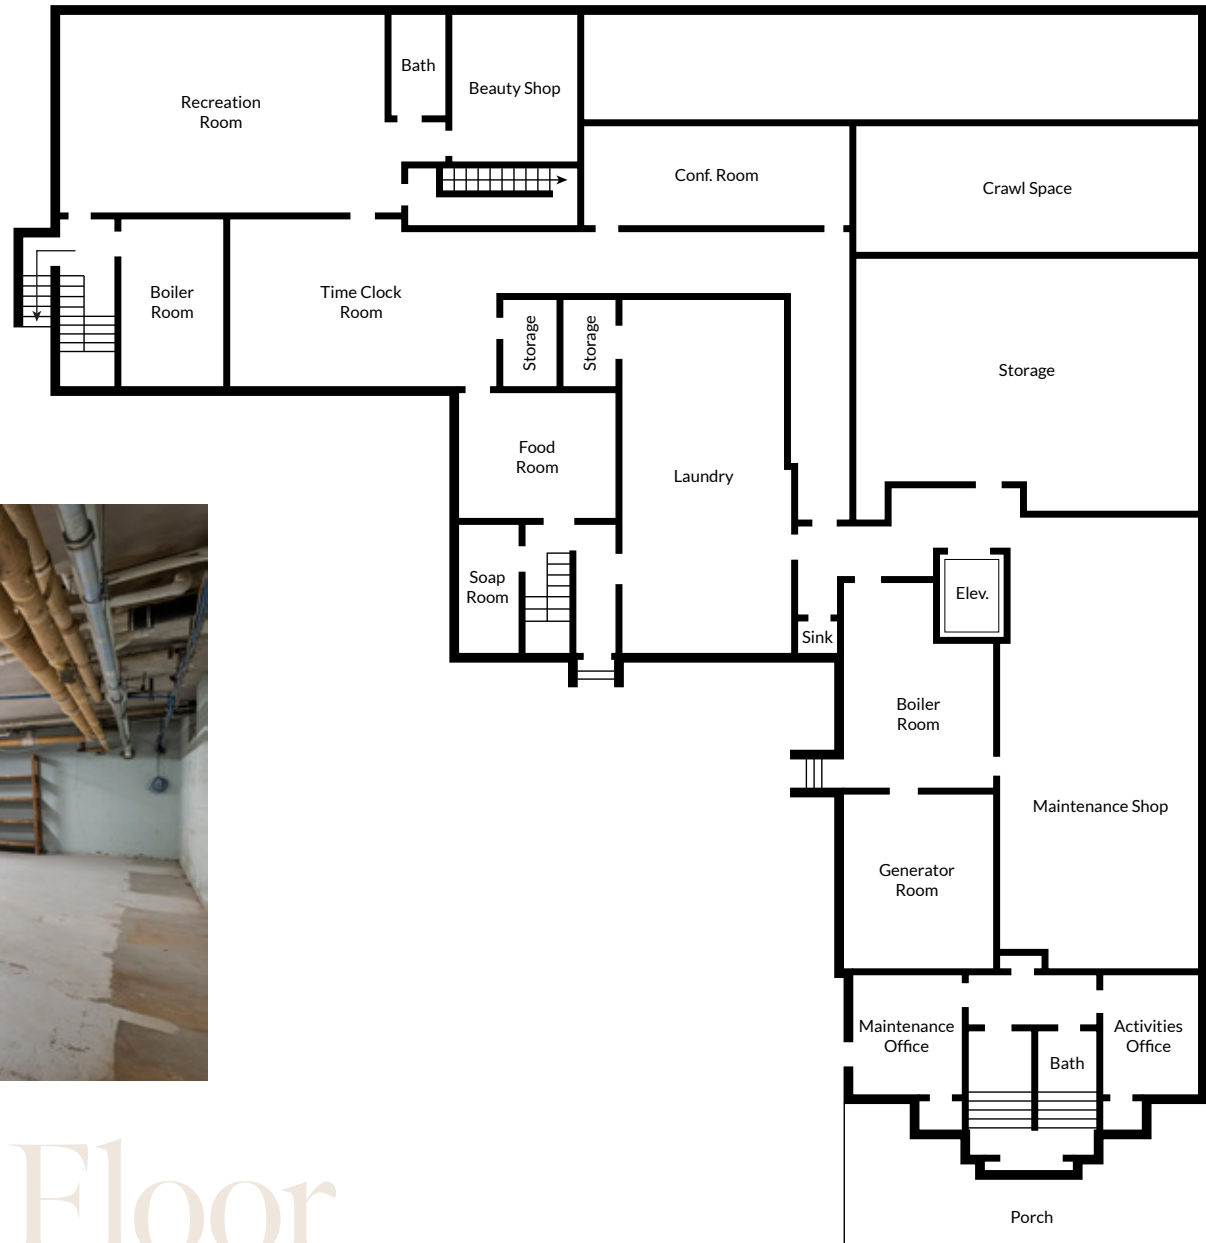 Bath
Beauty Shop
Recreation
Room
Conf. Room
Crawl Space
Boiler
Room
Time Clock
Room
Storage
Storage
Storage
Food
Room
Laundry
Soap
Room
Elev.
Sink
Boiler
Room
Maintenance Shop
Generator
Room
Maintenance
Office
Activities
Office
Bath
Floor
Porch